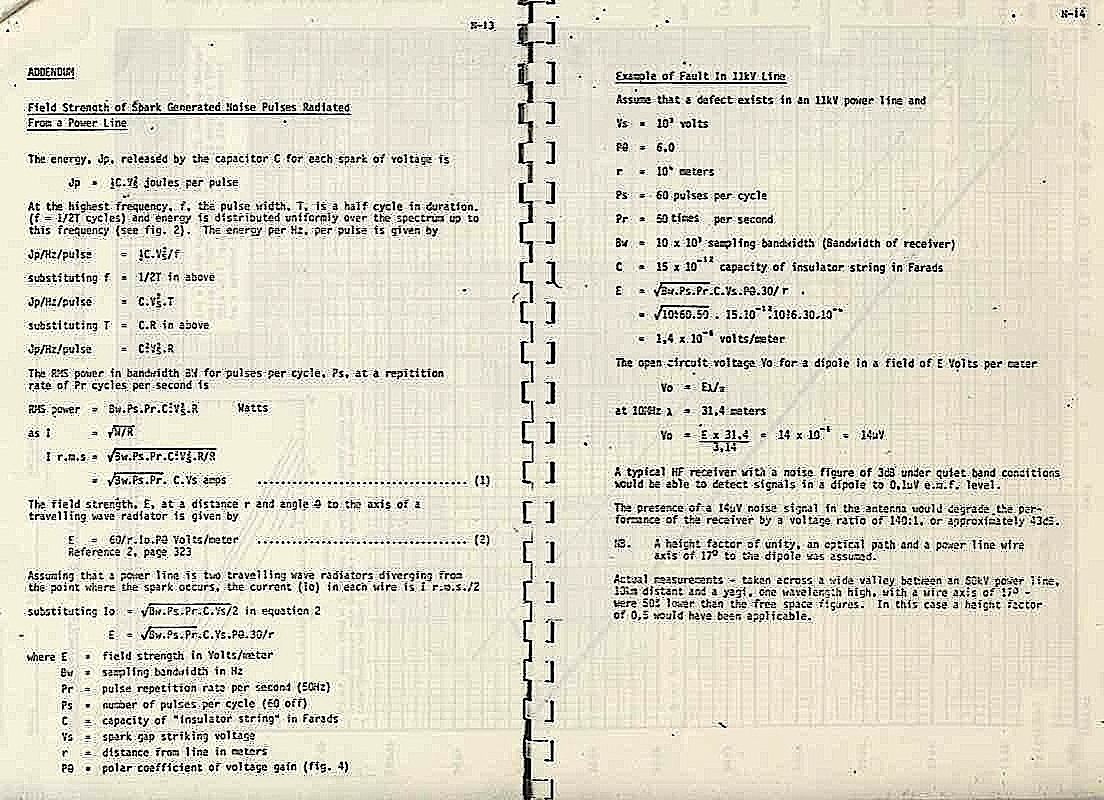 N-13
ADDENDUM
Field Strength of Spark Generated Noise Pulses Radiated
From a Power Line
The energy, Jp, released by the capacitor C for each spark of voltage is
Jp = ½C.Vs² joules per pulse
At the highest frequency, f, the pulse width, T, is a half cycle in duration.
(f = 1/2T cycles) and energy is distributed uniformly over the spectrum up to
this frequency (see fig. 2). The energy per Hz, per pulse is given by
Jp/Hz/pulse = ½C.Vs²/f
substituting f = 1/2T in above
Jp/Hz/pulse = C.Vs².T
substituting T = C.R in above
Jp/Hz/pulse = C²Vs².R
The RMS power in bandwidth BW for pulses per cycle, Ps, at a repitition
rate of Pr cycles per second is
RMS power = Bw.Ps.Pr.C²Vs².R Watts
as I = √W/R
I r.m.s = √Bw.Ps.Pr.C²Vs².R/R
= √Bw.Ps.Pr. C.Vs amps ........................................ (1)
The field strength, E, at a distance r and angle θ to the axis of a
travelling wave radiator is given by
E = 60/r.Io.Pθ Volts/meter ........................................ (2)
Reference 2, page 323
Assuming that a power line is two travelling wave radiators diverging from
the point where the spark occurs, the current (Io) in each wire is I r.m.s./2
substituting Io = √Bw.Ps.Pr.C.Vs/2 in equation 2
E = √Bw.Ps.Pr.C.Vs.Pθ.30/r
where E = field strength in Volts/meter
Bw = sampling bandwidth in Hz
Pr = pulse repetition rate per second (50Hz)
Ps = number of pulses per cycle (60 off)
C = capacity of "insulator string" in Farads
Vs = spark gap striking voltage
r = distance from line in meters
Pθ = polar coefficient of voltage gain (fig. 4)
N-14
Example of Fault In 11kV Line
Assume that a defect exists in an 11kV power line and
Vs = 10³ volts
Pθ = 6.0
r = 10⁴ meters
Ps = 60 pulses per cycle
Pr = 50 times per second
Bw = 10 x 10³ sampling bandwidth (Bandwidth of receiver)
C = 15 x 10⁻¹² capacity of insulator string in Farads
E = √Bw.Ps.Pr.C.Vs.Pθ.30/r
= √10⁴.60.50 . 15.10⁻¹².10³.6.30.10⁻⁴
= 1,4 x 10⁻⁶ volts/meter
The open circuit voltage Vo for a dipole in a field of E Volts per meter
Vo = Eλ/π
at 10MHz λ = 31,4 meters
Vo = E x 31,4 = 14 x 10⁻⁶ = 14uV
3,14
A typical HF receiver with a noise figure of 3dB under quiet band conditions
would be able to detect signals in a dipole to 0,1uV e.m.f. level.
The presence of a 14uV noise signal in the antenna would degrade the per-
formance of the receiver by a voltage ratio of 140:1, or approximately 43dB.
NB. A height factor of unity, an optical path and a power line wire
axis of 17° to the dipole was assumed.
Actual measurements - taken across a wide valley between an kV power line,
10km distant and a yagi, one wavelength high, with a wire axis of 17° -
were 50% lower than the free space figures. In this case a height factor
of 0,5 would have been applicable.